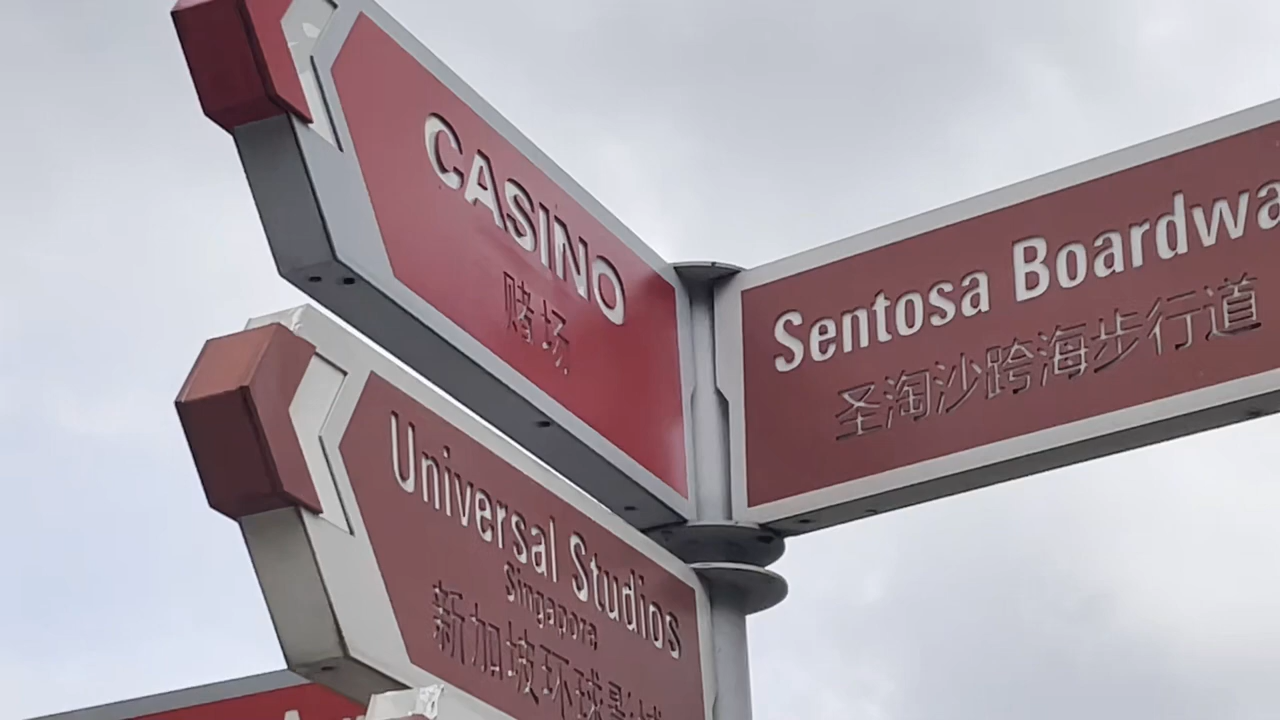 CASINO
赌场
Sentosa Boardwa
圣淘沙跨海步行道
Universal Studios
Singapore
新加坡环球影城